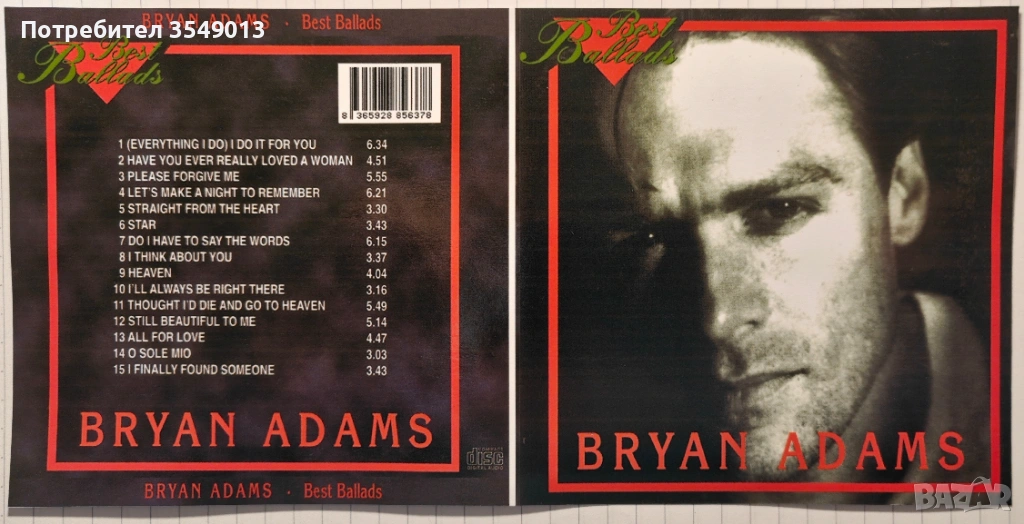 Потребител 3549013
BRYAN ADAMS · Best Ballads
Best
Ballads
8 365928 856378
1 (EVERYTHING I DO) I DO IT FOR YOU 6.34
2 HAVE YOU EVER REALLY LOVED A WOMAN 4.51
3 PLEASE FORGIVE ME 5.55
4 LET'S MAKE A NIGHT TO REMEMBER 6.21
5 STRAIGHT FROM THE HEART 3.30
6 STAR 3.43
7 DO I HAVE TO SAY THE WORDS 6.15
8 I THINK ABOUT YOU 3.37
9 HEAVEN 4.04
10 I'LL ALWAYS BE RIGHT THERE 3.16
11 THOUGHT I'D DIE AND GO TO HEAVEN 5.49
12 STILL BEAUTIFUL TO ME 5.14
13 ALL FOR LOVE 4.47
14 O SOLE MIO 3.03
15 I FINALLY FOUND SOMEONE 3.43
BRYAN ADAMS
COMPACT
disc
DIGITAL AUDIO
BRYAN ADAMS · Best Ballads
Best
Ballads
BRYAN ADAMS
BAZAR